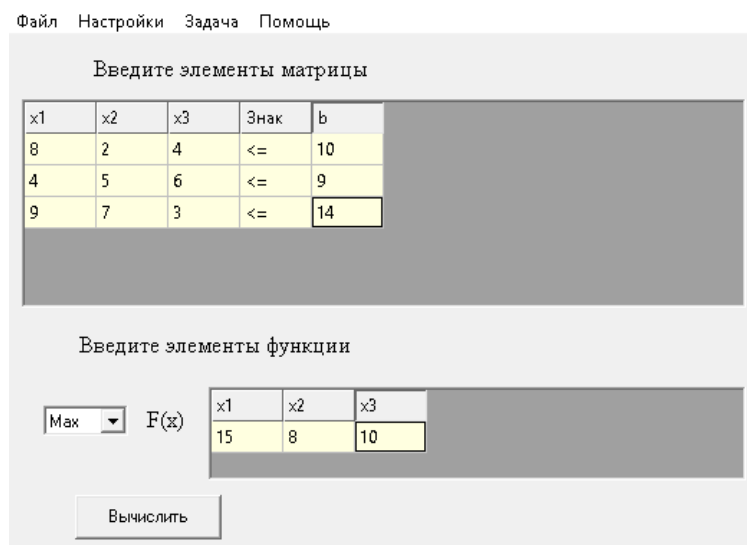 Файл Настройки Задача Помощь
Введите элементы матрицы
x1 x2 x3 Знак b
8 2 4 <= 10
4 5 6 <= 9
9 7 3 <= 14
Введите элементы функции
x1 x2 x3
Max F(x) 15 8 10
Вычислить